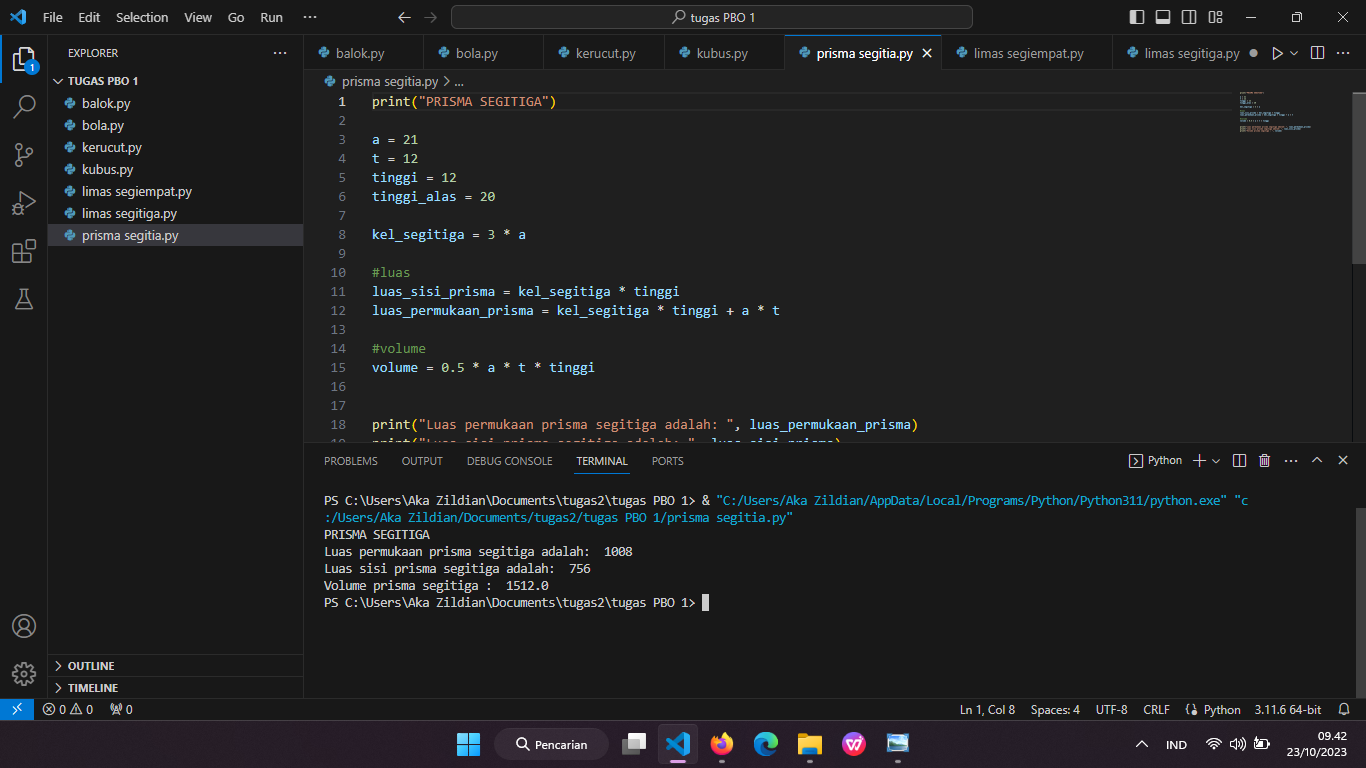 File Edit Selection View Go Run ··· tugas PBO 1
EXPLORER ···
1
TUGAS PBO 1
balok.py
bola.py
kerucut.py
kubus.py
limas segiempat.py
limas segitiga.py
prisma segitia.py
OUTLINE
TIMELINE
balok.py bola.py kerucut.py kubus.py prisma segitia.py limas segiempat.py limas segitiga.py ···
prisma segitia.py > ...
1 print("PRISMA SEGITIGA")
2
3 a = 21
4 t = 12
5 tinggi = 12
6 tinggi_alas = 20
7
8 kel_segitiga = 3 * a
9
10 #luas
11 luas_sisi_prisma = kel_segitiga * tinggi
12 luas_permukaan_prisma = kel_segitiga * tinggi + a * t
13
14 #volume
15 volume = 0.5 * a * t * tinggi
16
17
18 print("Luas permukaan prisma segitiga adalah: ", luas_permukaan_prisma)
19 print("Luas sisi prisma segitiga adalah: ", luas_sisi_prisma)
PROBLEMS OUTPUT DEBUG CONSOLE TERMINAL PORTS Python ···
PS C:\Users\Aka Zildian\Documents\tugas2\tugas PBO 1> & "C:/Users/Aka Zildian/AppData/Local/Programs/Python/Python311/python.exe" "c
:/Users/Aka Zildian/Documents/tugas2/tugas PBO 1/prisma segitia.py"
PRISMA SEGITIGA
Luas permukaan prisma segitiga adalah:  1008
Luas sisi prisma segitiga adalah:  756
Volume prisma segitiga :  1512.0
PS C:\Users\Aka Zildian\Documents\tugas2\tugas PBO 1>
0 0 0 Ln 1, Col 8 Spaces: 4 UTF-8 CRLF Python 3.11.6 64-bit
Pencarian IND 09.42
23/10/2023